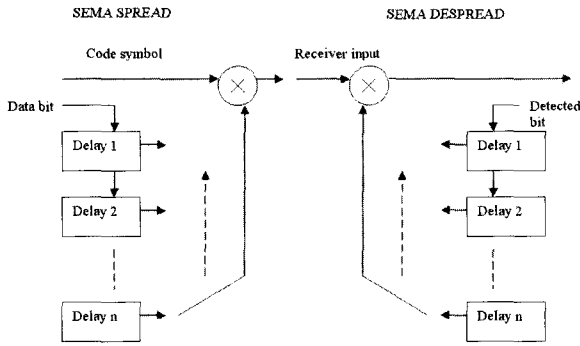 SEMA SPREAD
SEMA DESPREAD
Code symbol
Receiver input
Data bit
Detected
bit
Delay 1
Delay 1
Delay 2
Delay 2
Delay n
Delay n